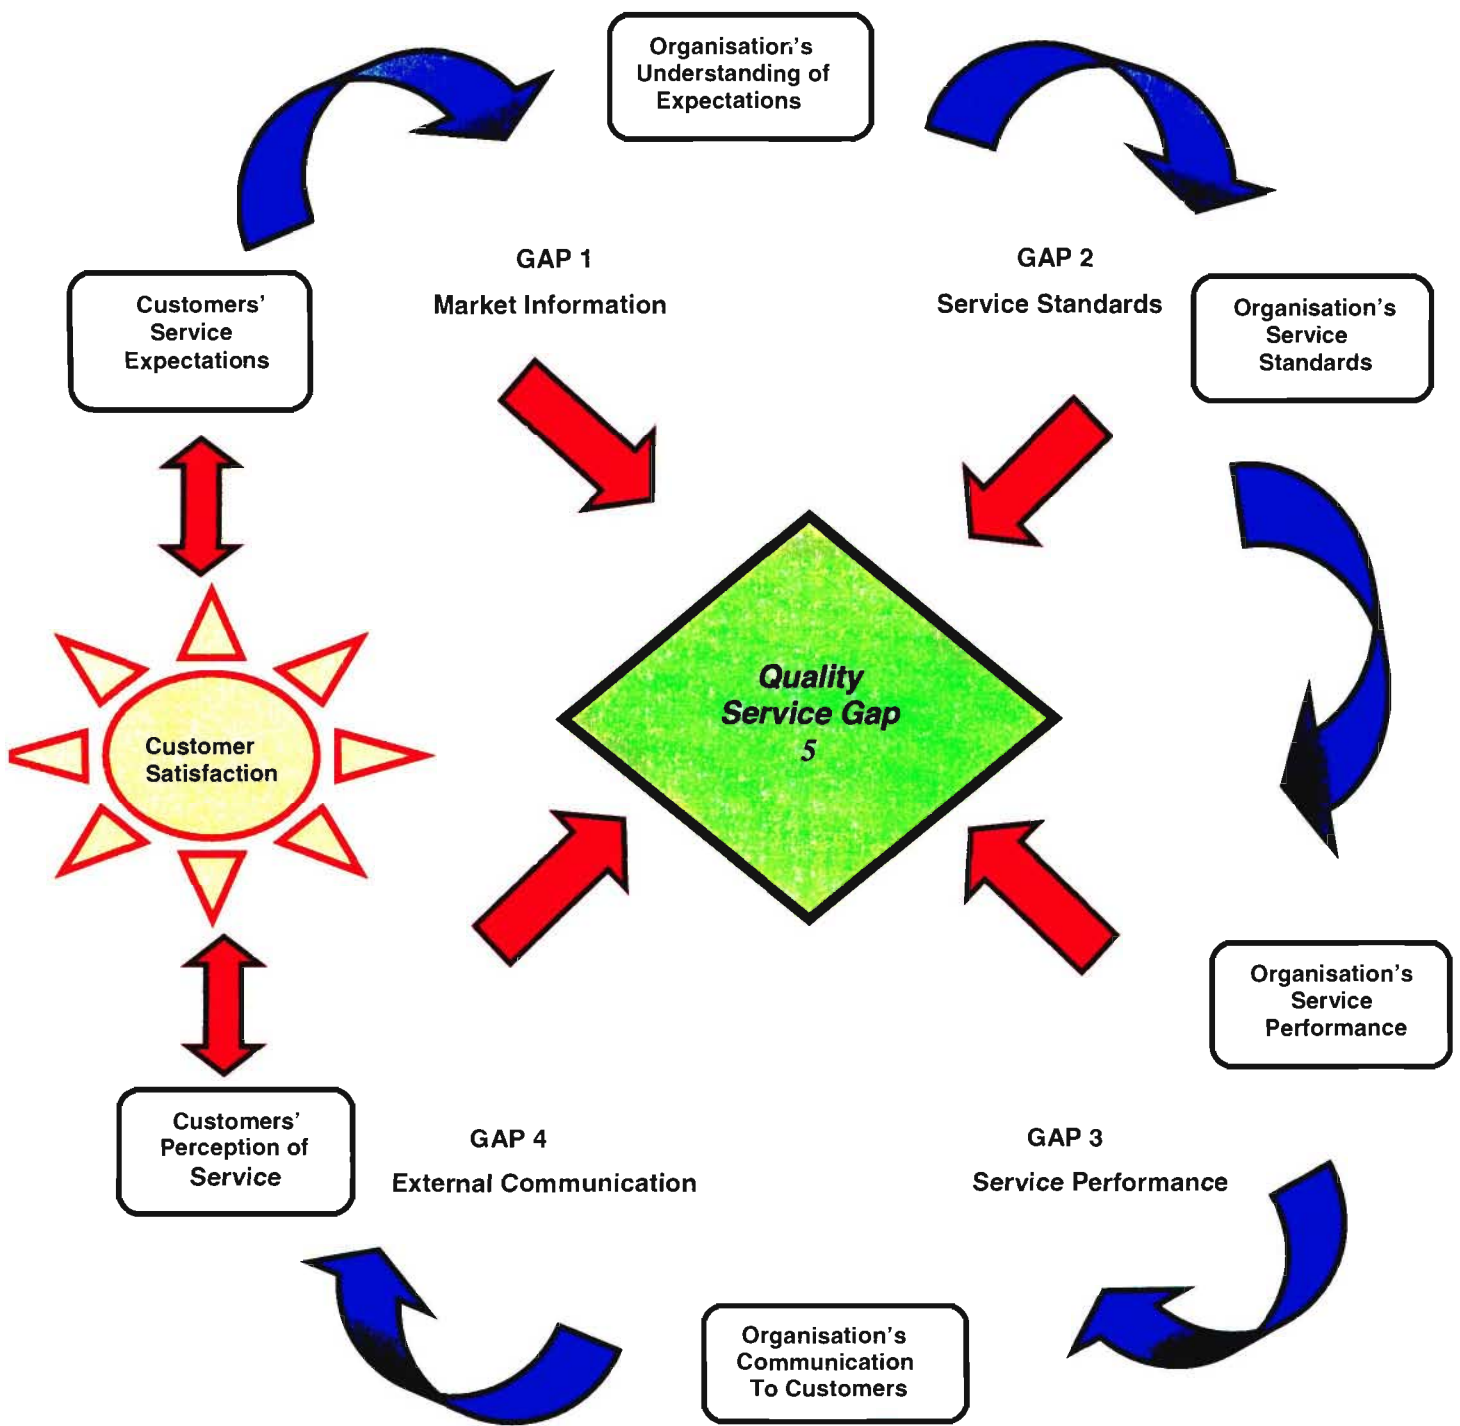 Organisation's
Understanding of
Expectations
GAP 1
Market Information
GAP 2
Service Standards
Customers'
Service
Expectations
Organisation's
Service
Standards
Quality
Service Gap
5
Customer
Satisfaction
Organisation's
Service
Performance
Customers'
Perception of
Service
GAP 4
External Communication
GAP 3
Service Performance
Organisation's
Communication
To Customers